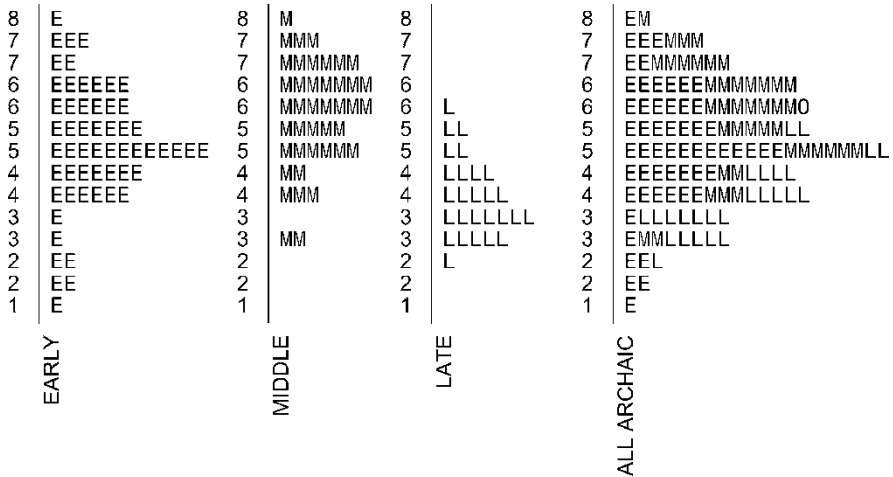 8 E 8 M 8 8 EM
7 EEE 7 MMM 7 7 EEEMMM
7 EE 7 MMMMMM 7 7 EEMMMMMM
6 EEEEEE 6 MMMMMMM 6 6 EEEEEEMMMMMMM
6 EEEEEE 6 MMMMMMM 6 L 6 EEEEEEMMMMMMMO
5 EEEEEEE 5 MMMMM 5 LL 5 EEEEEEEMMMMMLL
5 EEEEEEEEEEEE 5 MMMMMM 5 LL 5 EEEEEEEEEEEEMMMMMMLL
4 EEEEEEE 4 MM 4 LLLL 4 EEEEEEEMMLLLL
4 EEEEEE 4 MMM 4 LLLLL 4 EEEEEEMMMLLLLL
3 E 3 3 LLLLLLL 3 ELLLLLLL
3 E 3 MM 3 LLLLL 3 EMMLLLLL
2 EE 2 2 L 2 EEL
2 EE 2 2 2 EE
1 E 1 1 1 E
EARLY
MIDDLE
LATE
ALL ARCHAIC